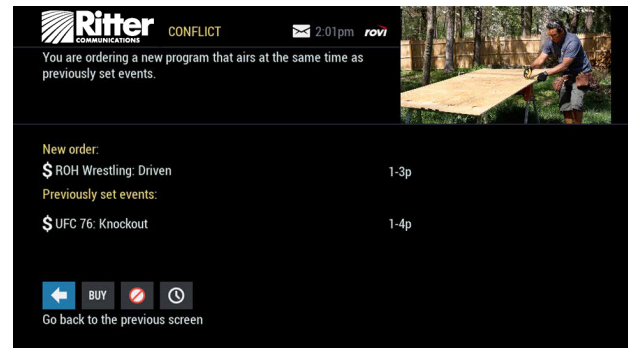 Ritter CONFLICT 2:01pm rovi
COMMUNICATIONS
You are ordering a new program that airs at the same time as
previously set events.
New order:
$ ROH Wrestling: Driven 1-3p
Previously set events:
$ UFC 76: Knockout 1-4p
BUY
Go back to the previous screen